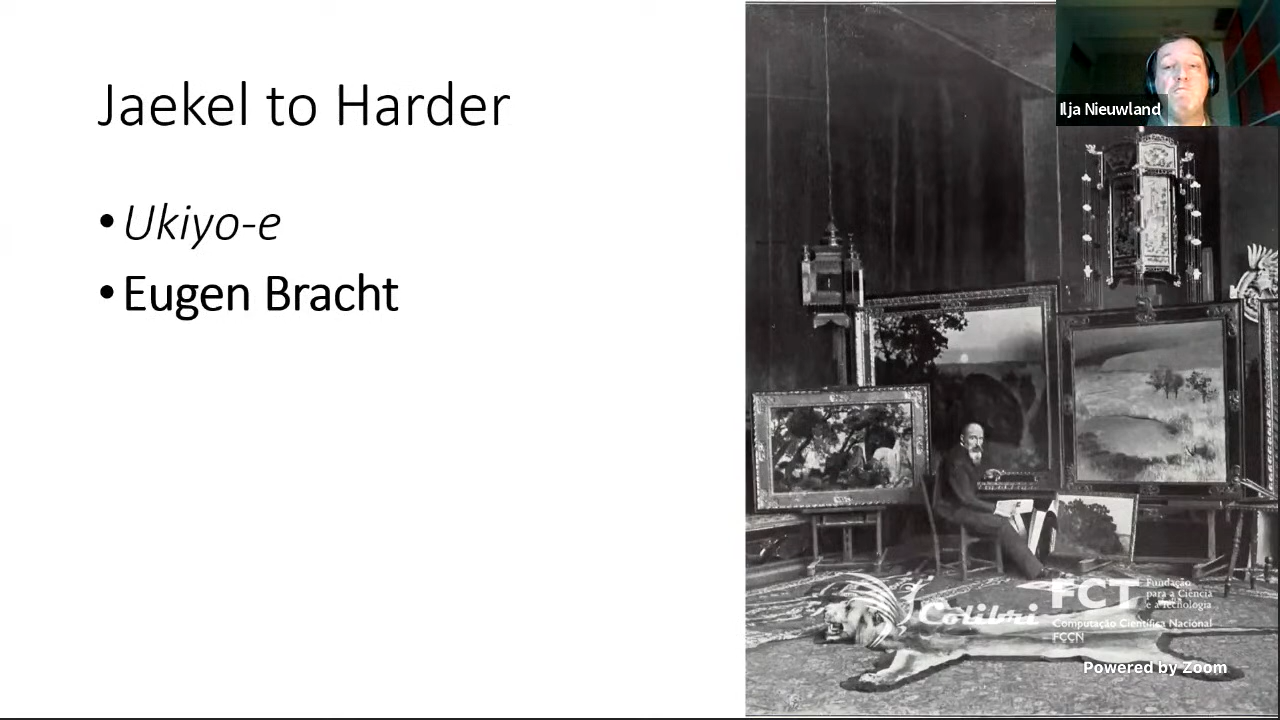 Jaekel to Harder
• Ukiyo-e
• Eugen Bracht
Ilja Nieuwland
Colibri
FCT Fundação
para a Ciência
e a Tecnologia
Computação Científica Nacional
FCCN
Powered by Zoom